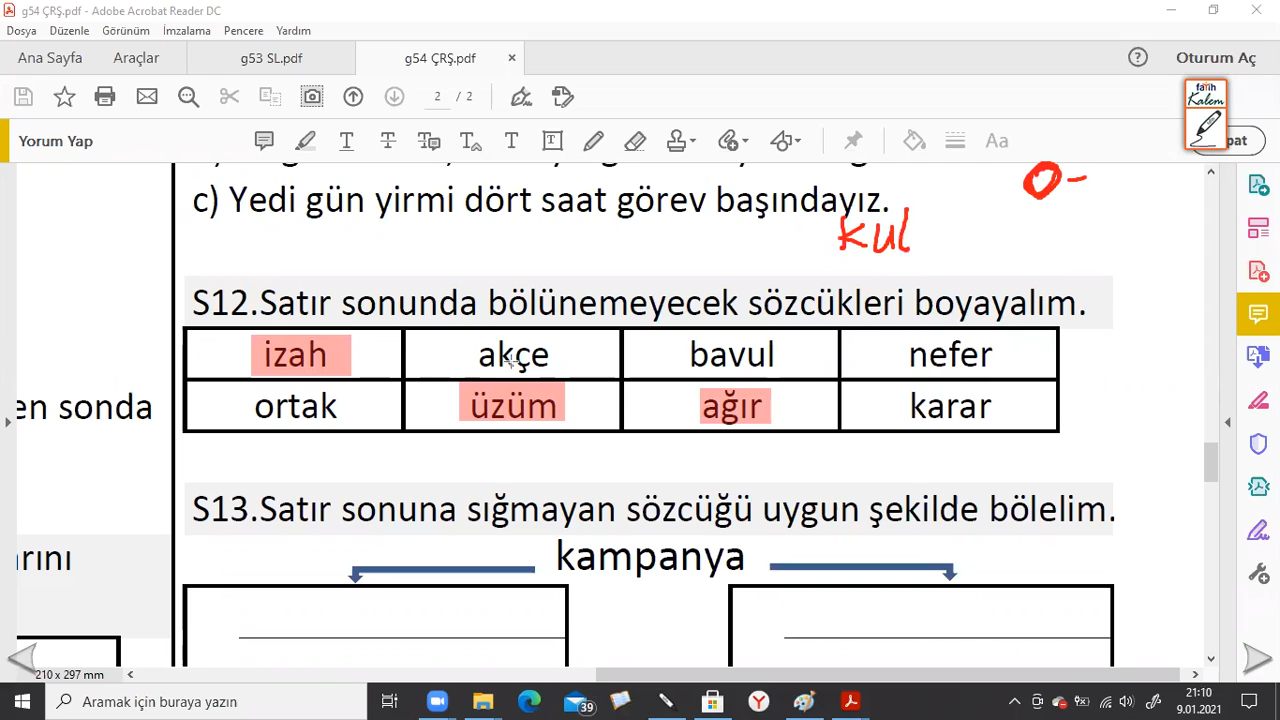 g54 ÇRŞ.pdf - Adobe Acrobat Reader DC
Dosya Düzenle Görünüm İmzalama Pencere Yardım
Ana Sayfa Araçlar g53 SL.pdf g54 ÇRŞ.pdf × ? Oturum Aç
2 / 2
fatih
Kalem
Yorum Yap
Aa
pat
c) Yedi gün yirmi dört saat görev başındayız.
o-
kul
S12.Satır sonunda bölünemeyecek sözcükleri boyayalım.
izah akçe bavul nefer
ortak üzüm ağır karar
en sonda
S13.Satır sonuna sığmayan sözcüğü uygun şekilde bölelim.
kampanya
ırını
210 x 297 mm
Aramak için buraya yazın
39
21:10
9.01.2021